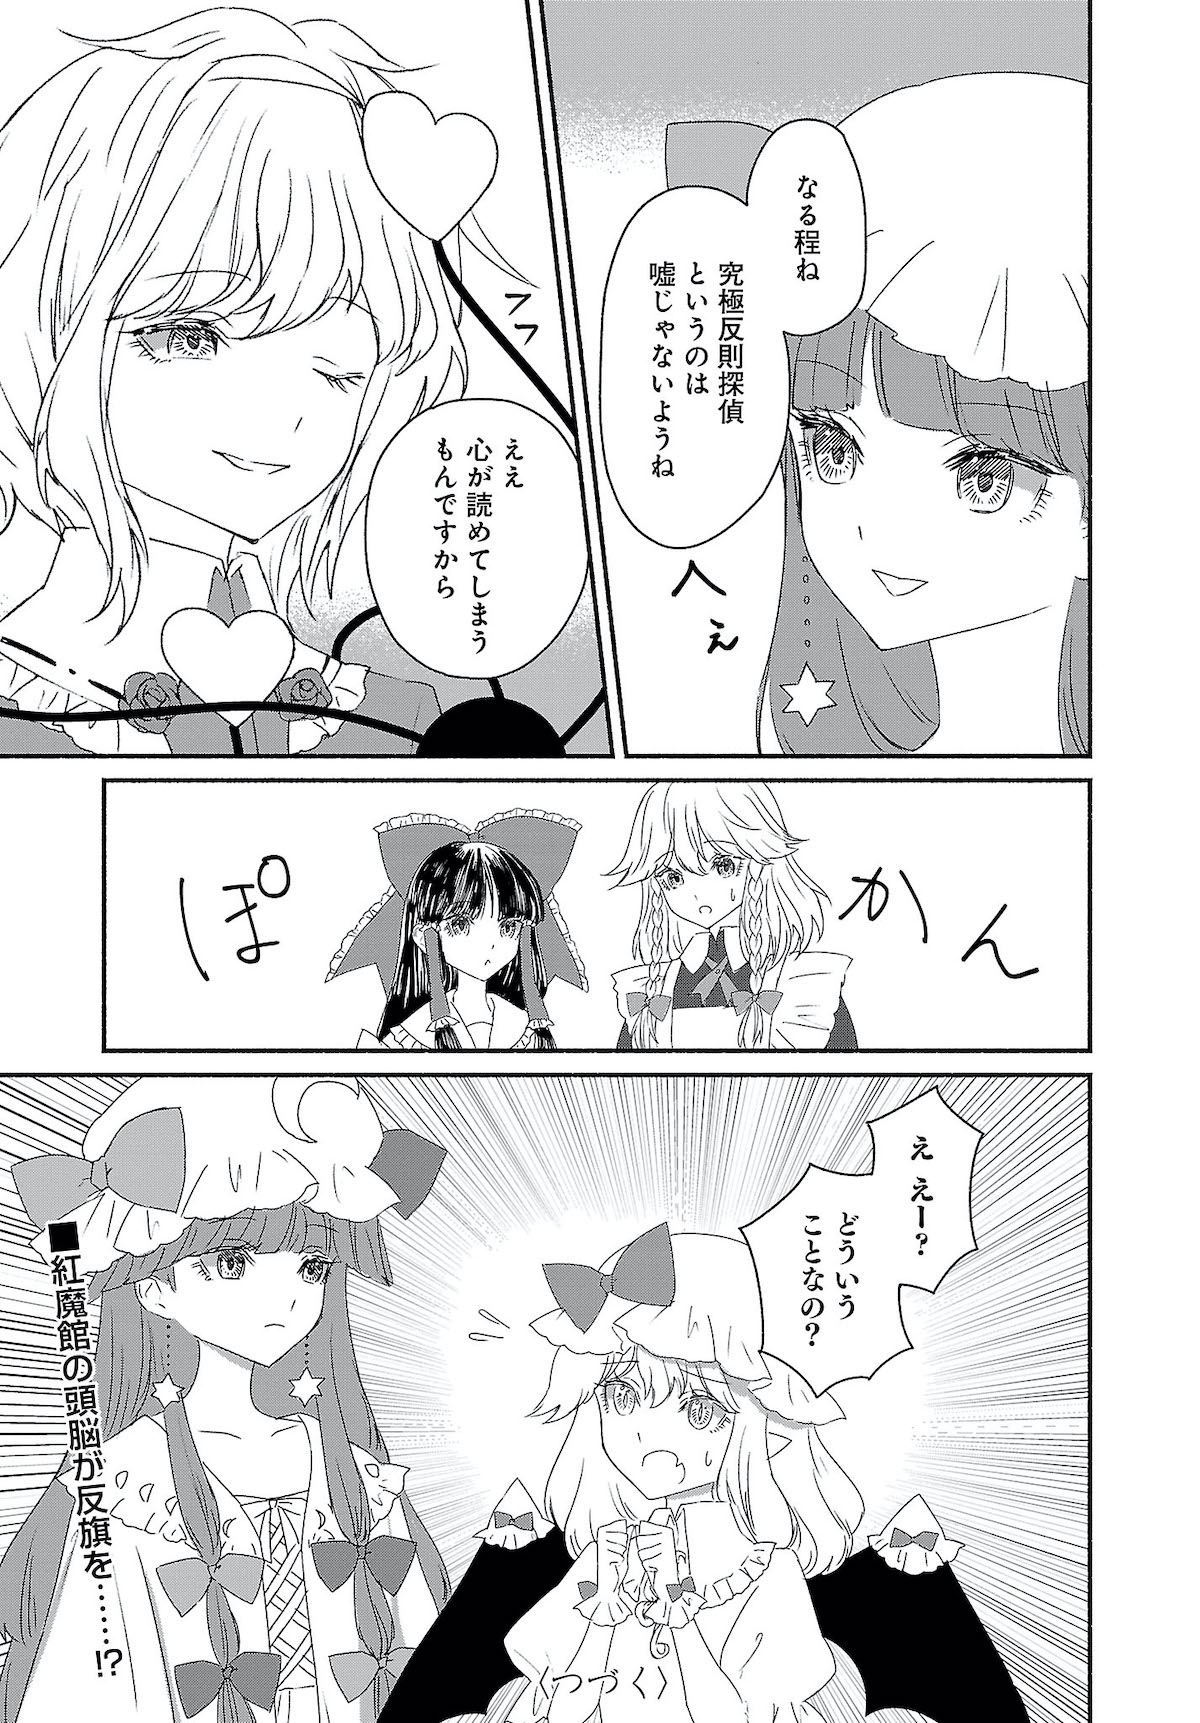 なる程ね
究極反則探偵
というのは
嘘じゃないようね
へぇ
フフ
ええ
心が読めてしまう
もんですから
ぽかん
え えー?
どういう
ことなの?
■紅魔館の頭脳が反旗を……!?
〈つづく〉